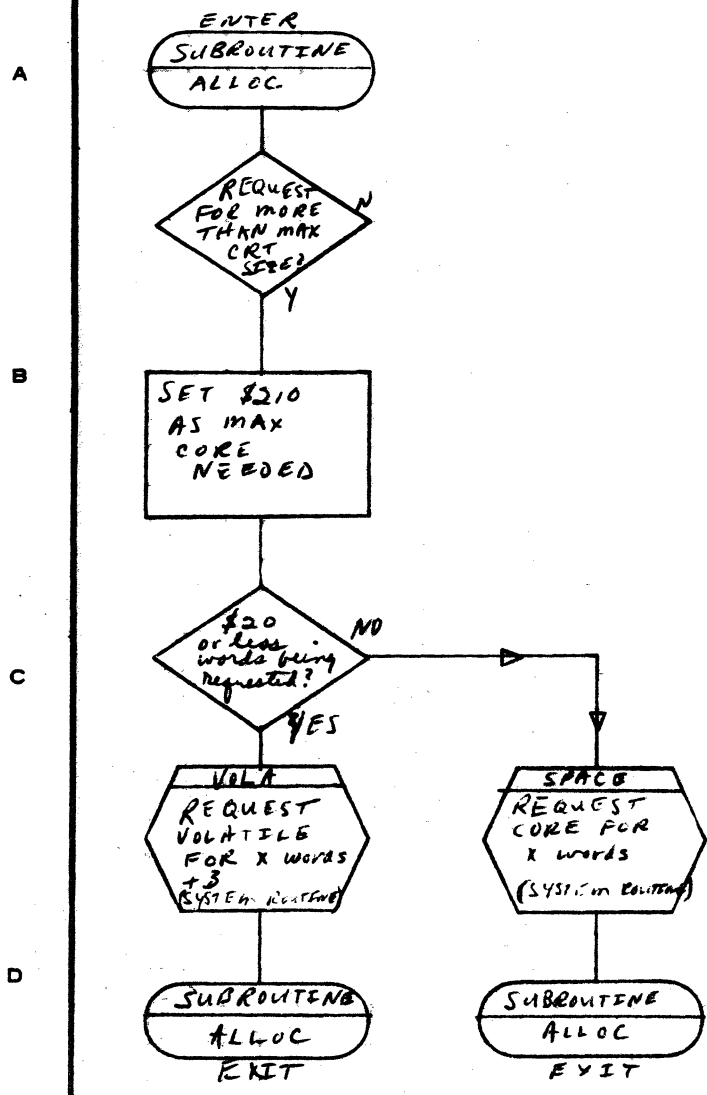 ENTER
A
SUBROUTINE
ALLOC
REQUEST
FOR MORE
THAN MAX
CRT
SIZE?
N
Y
B
SET $210
AS MAX
CORE
NEEDED
$20
or less
words being
requested?
NO
C
YES
VOLA
REQUEST
VOLATILE
FOR X words
+3
(SYSTEM ROUTINE)
SPACE
REQUEST
CORE FOR
X words
(SYSTEM ROUTINE)
D
SUBROUTINE
ALLOC
EXIT
SUBROUTINE
ALLOC
EXIT